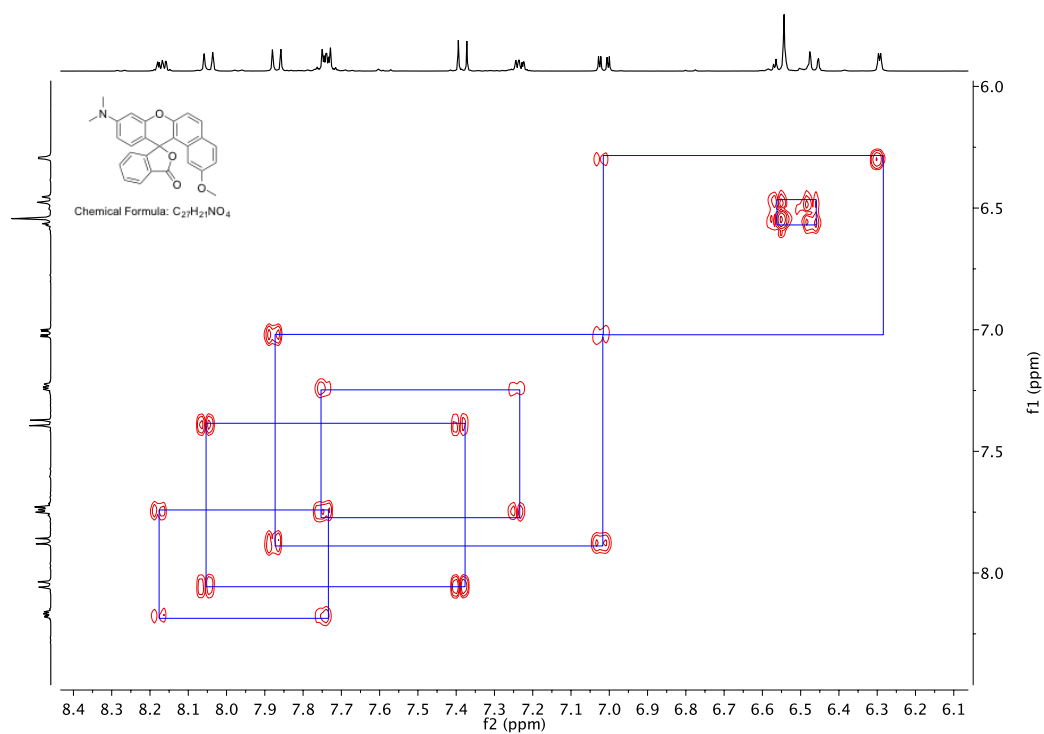 N
O
O
O
O
Chemical Formula: C₂₇H₂₁NO₄
6.0
6.5
7.0
7.5
8.0
f1 (ppm)
8.4 8.3 8.2 8.1 8.0 7.9 7.8 7.7 7.6 7.5 7.4 7.3 7.2 7.1 7.0 6.9 6.8 6.7 6.6 6.5 6.4 6.3 6.2 6.1
f2 (ppm)